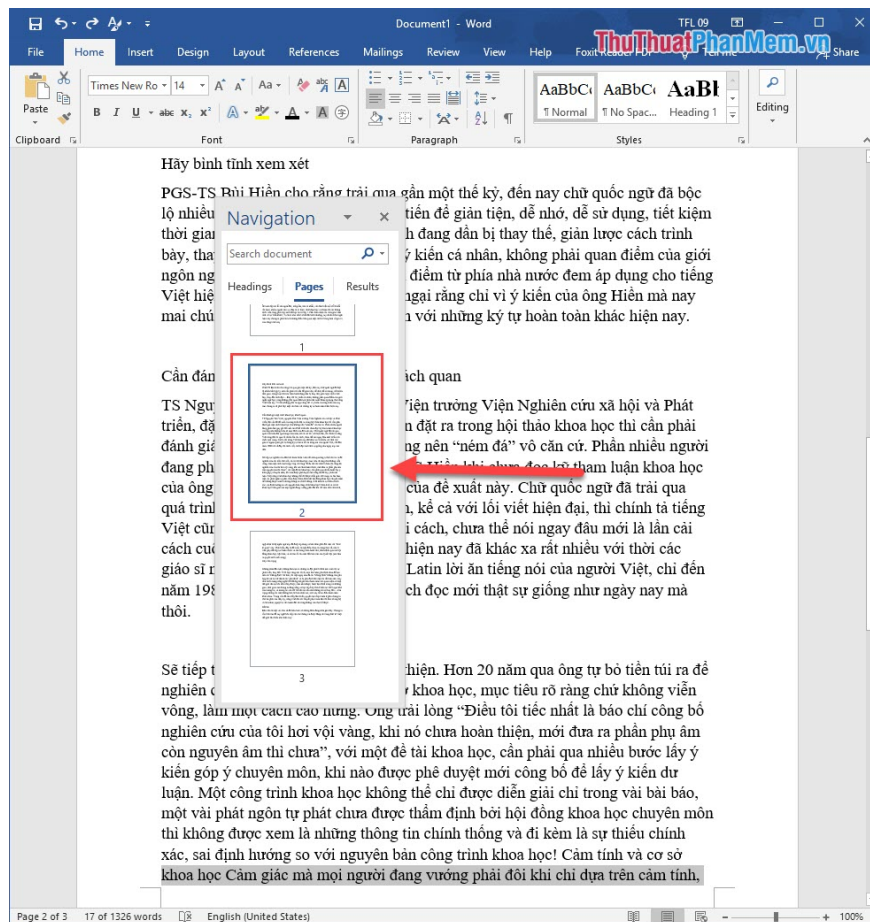 Document1 - Word
TFL 09
ThuThuatPhanMem.vn
File Home Insert Design Layout References Mailings Review View Help Foxit Reader PDF Tell me Share
Paste
Times New Ro 14
Aa
B I U abc X₂ X²
AaBbCc AaBbCc AaBb
¶ Normal ¶ No Spac... Heading 1
Editing
Clipboard Font Paragraph Styles
Hãy bình tĩnh xem xét
PGS-TS Bùi Hiền cho rằng trải qua gần một thế kỷ, đến nay chữ quốc ngữ đã bộc
lộ nhiều tiến để giản tiện, dễ nhớ, dễ sử dụng, tiết kiệm
thời gian h đang dần bị thay thế, giản lược cách trình
bày, tha ý kiến cá nhân, không phải quan điểm của giới
ngôn ng điểm từ phía nhà nước đem áp dụng cho tiếng
Việt hiệ ngại rằng chỉ vì ý kiến của ông Hiền mà nay
mai chú n với những ký tự hoàn toàn khác hiện nay.
Navigation
Search document
Headings Pages Results
1
2
3
Cần đán ách quan
TS Ngu Viện trưởng Viện Nghiên cứu xã hội và Phát
triển, đặ n đặt ra trong hội thảo khoa học thì cần phải
đánh giá ng nên “ném đá” vô căn cứ. Phần nhiều người
đang ph Hiền khi chưa đọc kỹ tham luận khoa học
của ông của đề xuất này. Chữ quốc ngữ đã trải qua
quá trình n, kể cả với lối viết hiện đại, thì chính tả tiếng
Việt cũn i cách, chưa thể nói ngay đâu mới là lần cải
cách cuố hiện nay đã khác xa rất nhiều với thời các
giáo sĩ n Latin lời ăn tiếng nói của người Việt, chỉ đến
năm 198 ch đọc mới thật sự giống như ngày nay mà
thôi.
Sẽ tiếp t thiện. Hơn 20 năm qua ông tự bỏ tiền túi ra để
nghiên c khoa học, mục tiêu rõ ràng chứ không viễn
vông, làm một cách cao hứng. Ông trải lòng “Điều tôi tiếc nhất là báo chí công bố
nghiên cứu của tôi hơi vội vàng, khi nó chưa hoàn thiện, mới đưa ra phần phụ âm
còn nguyên âm thì chưa”, với một đề tài khoa học, cần phải qua nhiều bước lấy ý
kiến góp ý chuyên môn, khi nào được phê duyệt mới công bố để lấy ý kiến dư
luận. Một công trình khoa học không thể chỉ được diễn giải chỉ trong vài bài báo,
một vài phát ngôn tự phát chưa được thẩm định bởi hội đồng khoa học chuyên môn
thì không được xem là những thông tin chính thống và đi kèm là sự thiếu chính
xác, sai định hướng so với nguyên bản công trình khoa học! Cảm tính và cơ sở
khoa học Cảm giác mà mọi người đang vướng phải đôi khi chỉ dựa trên cảm tính,
Page 2 of 3 17 of 1326 words English (United States) 100%